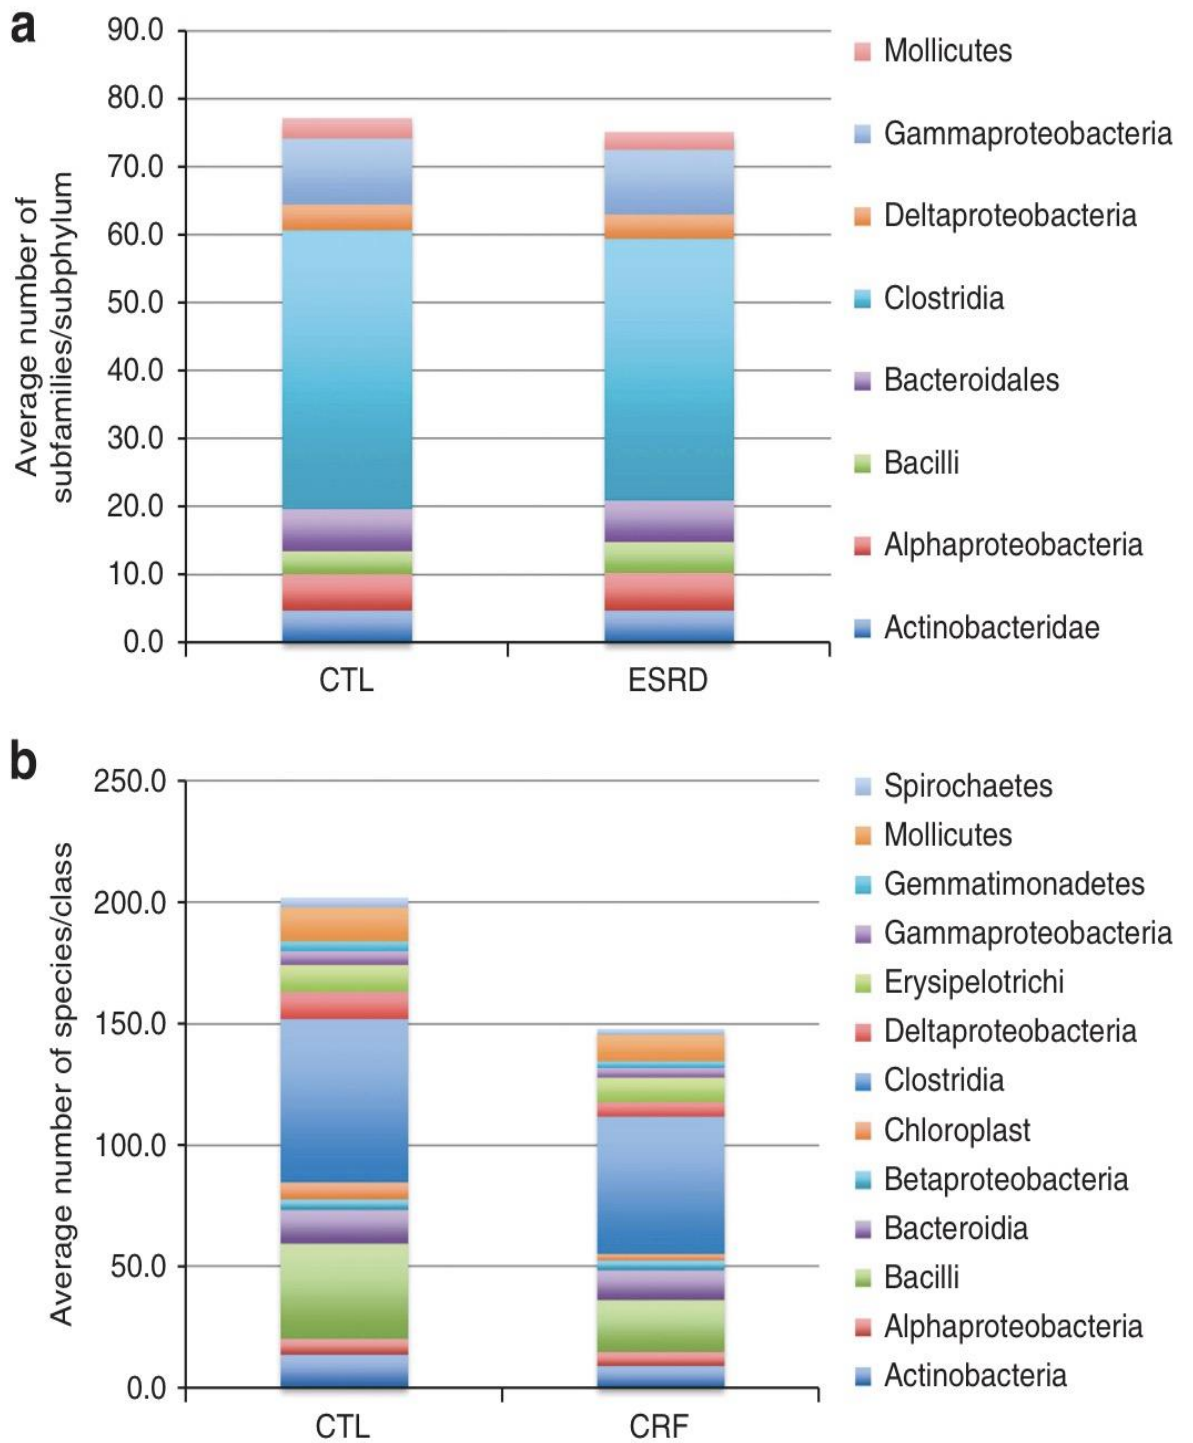 a
Average number of
subfamilies/subphylum
90.0
80.0
70.0
60.0
50.0
40.0
30.0
20.0
10.0
0.0
CTL
ESRD
Mollicutes
Gammaproteobacteria
Deltaproteobacteria
Clostridia
Bacteroidales
Bacilli
Alphaproteobacteria
Actinobacteridae
b
Average number of species/class
250.0
200.0
150.0
100.0
50.0
0.0
CTL
CRF
Spirochaetes
Mollicutes
Gemmatimonadetes
Gammaproteobacteria
Erysipelotrichi
Deltaproteobacteria
Clostridia
Chloroplast
Betaproteobacteria
Bacteroidia
Bacilli
Alphaproteobacteria
Actinobacteria